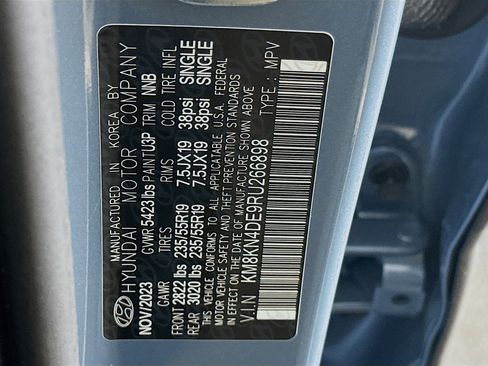 MANUFACTURED IN KOREA BY
HYUNDAI MOTOR COMPANY
NOV/2023 GVWR 5423 lbs PAINT U3P TRIM NNB
GAWR TIRES RIMS COLD TIRE INFL
FRONT 2822 lbs 235/55R19 7.5JX19 38psi SINGLE
REAR 3020 lbs 235/55R19 7.5JX19 38psi SINGLE
THIS VEHICLE CONFORMS TO ALL APPLICABLE U.S.A. FEDERAL
MOTOR VEHICLE SAFETY AND THEFT PREVENTION STANDARDS
IN EFFECT ON THE DATE OF MANUFACTURE SHOWN ABOVE.
V.I.N : KM8KN4DE9RU266898 TYPE : MPV